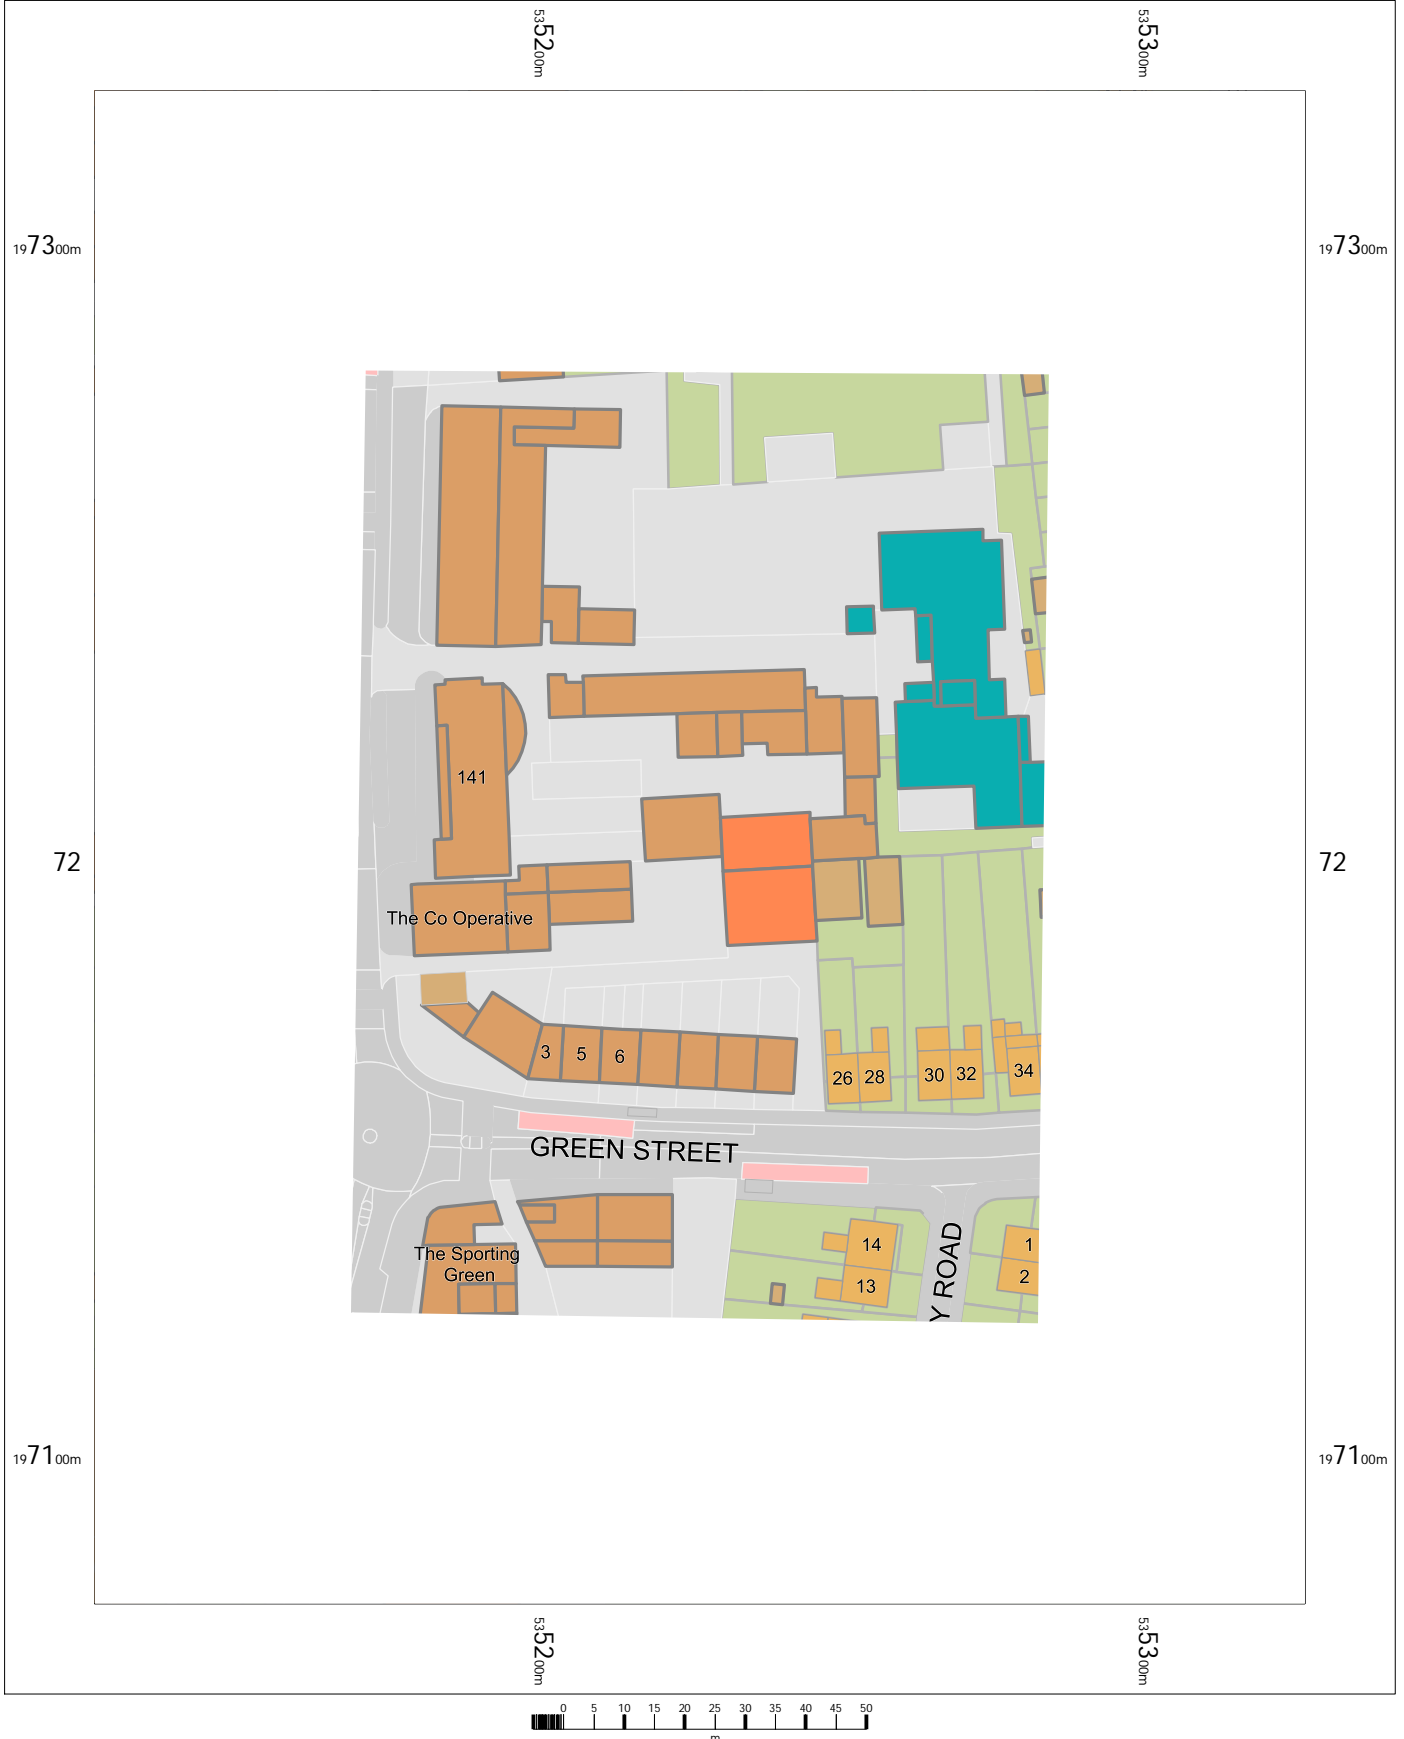 535200m
535300m
197300m
197300m
141
72
72
The Co Operative
3
5
6
26
28
30
32
34
GREEN STREET
The Sporting
Green
14
13
Y ROAD
1
2
197100m
197100m
535200m
535300m
0 5 10 15 20 25 30 35 40 45 50
m